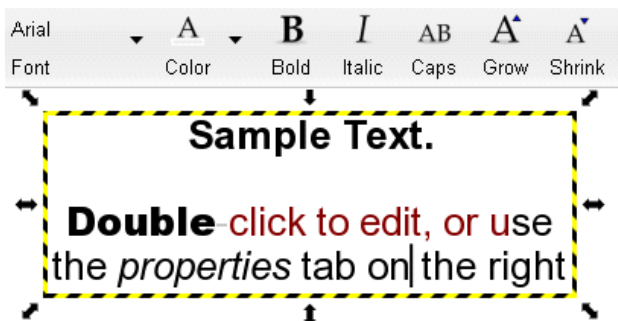 Arial A B I AB A A
Font Color Bold Italic Caps Grow Shrink
Sample Text.
Double-click to edit, or use
the properties tab on the right